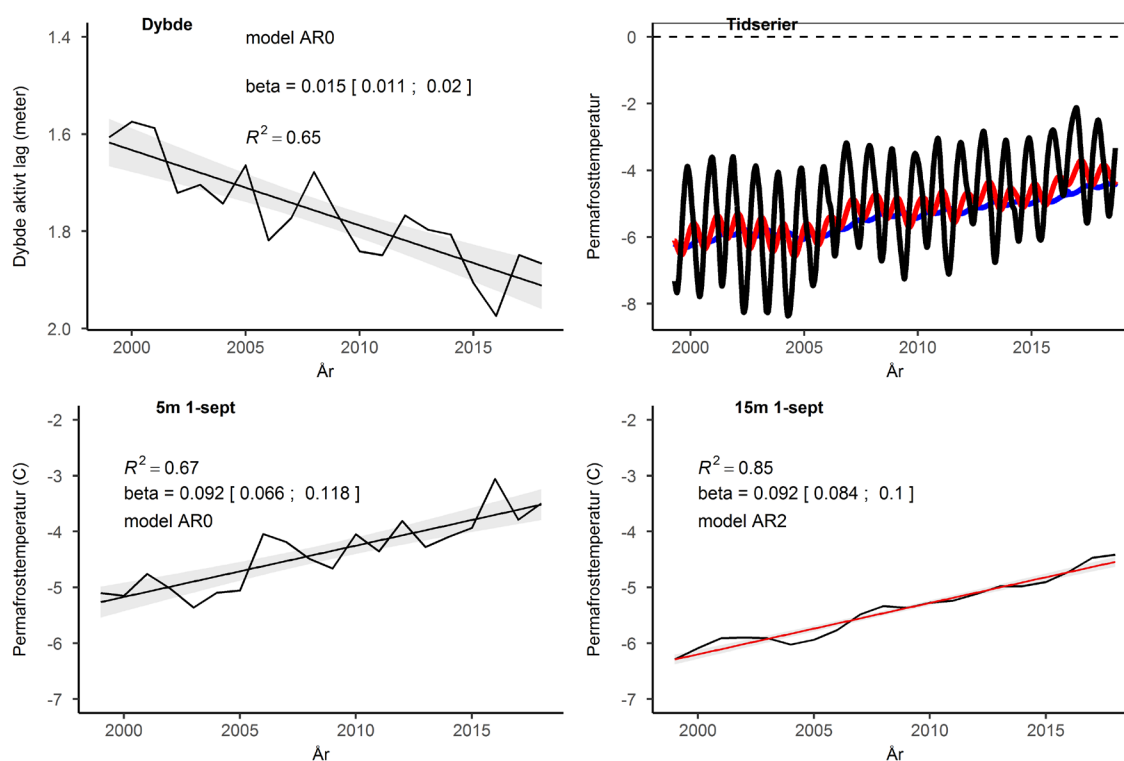 Dybde
model AR0
beta = 0.015 [ 0.011 ; 0.02 ]
R² = 0.65
Dybde aktivt lag (meter)
1.4
1.6
1.8
2.0
2000
2005
2010
2015
År
Tidserier
Permafrosttemperatur
0
-2
-4
-6
-8
2000
2005
2010
2015
År
5m 1-sept
R² = 0.67
beta = 0.092 [ 0.066 ; 0.118 ]
model AR0
Permafrosttemperatur (C)
-2
-3
-4
-5
-6
-7
2000
2005
2010
2015
År
15m 1-sept
R² = 0.85
beta = 0.092 [ 0.084 ; 0.1 ]
model AR2
Permafrosttemperatur (C)
-2
-3
-4
-5
-6
-7
2000
2005
2010
2015
År